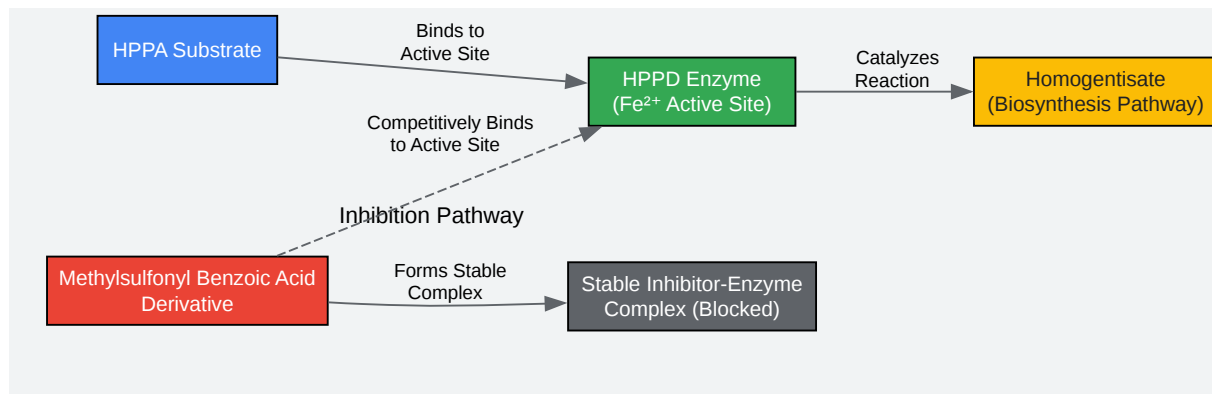 HPPA Substrate
Binds to
Active Site
HPPD Enzyme
(Fe²⁺ Active Site)
Catalyzes
Reaction
Homogentisate
(Biosynthesis Pathway)
Competitively Binds
to Active Site
Inhibition Pathway
Methylsulfonyl Benzoic Acid
Derivative
Forms Stable
Complex
Stable Inhibitor-Enzyme
Complex (Blocked)